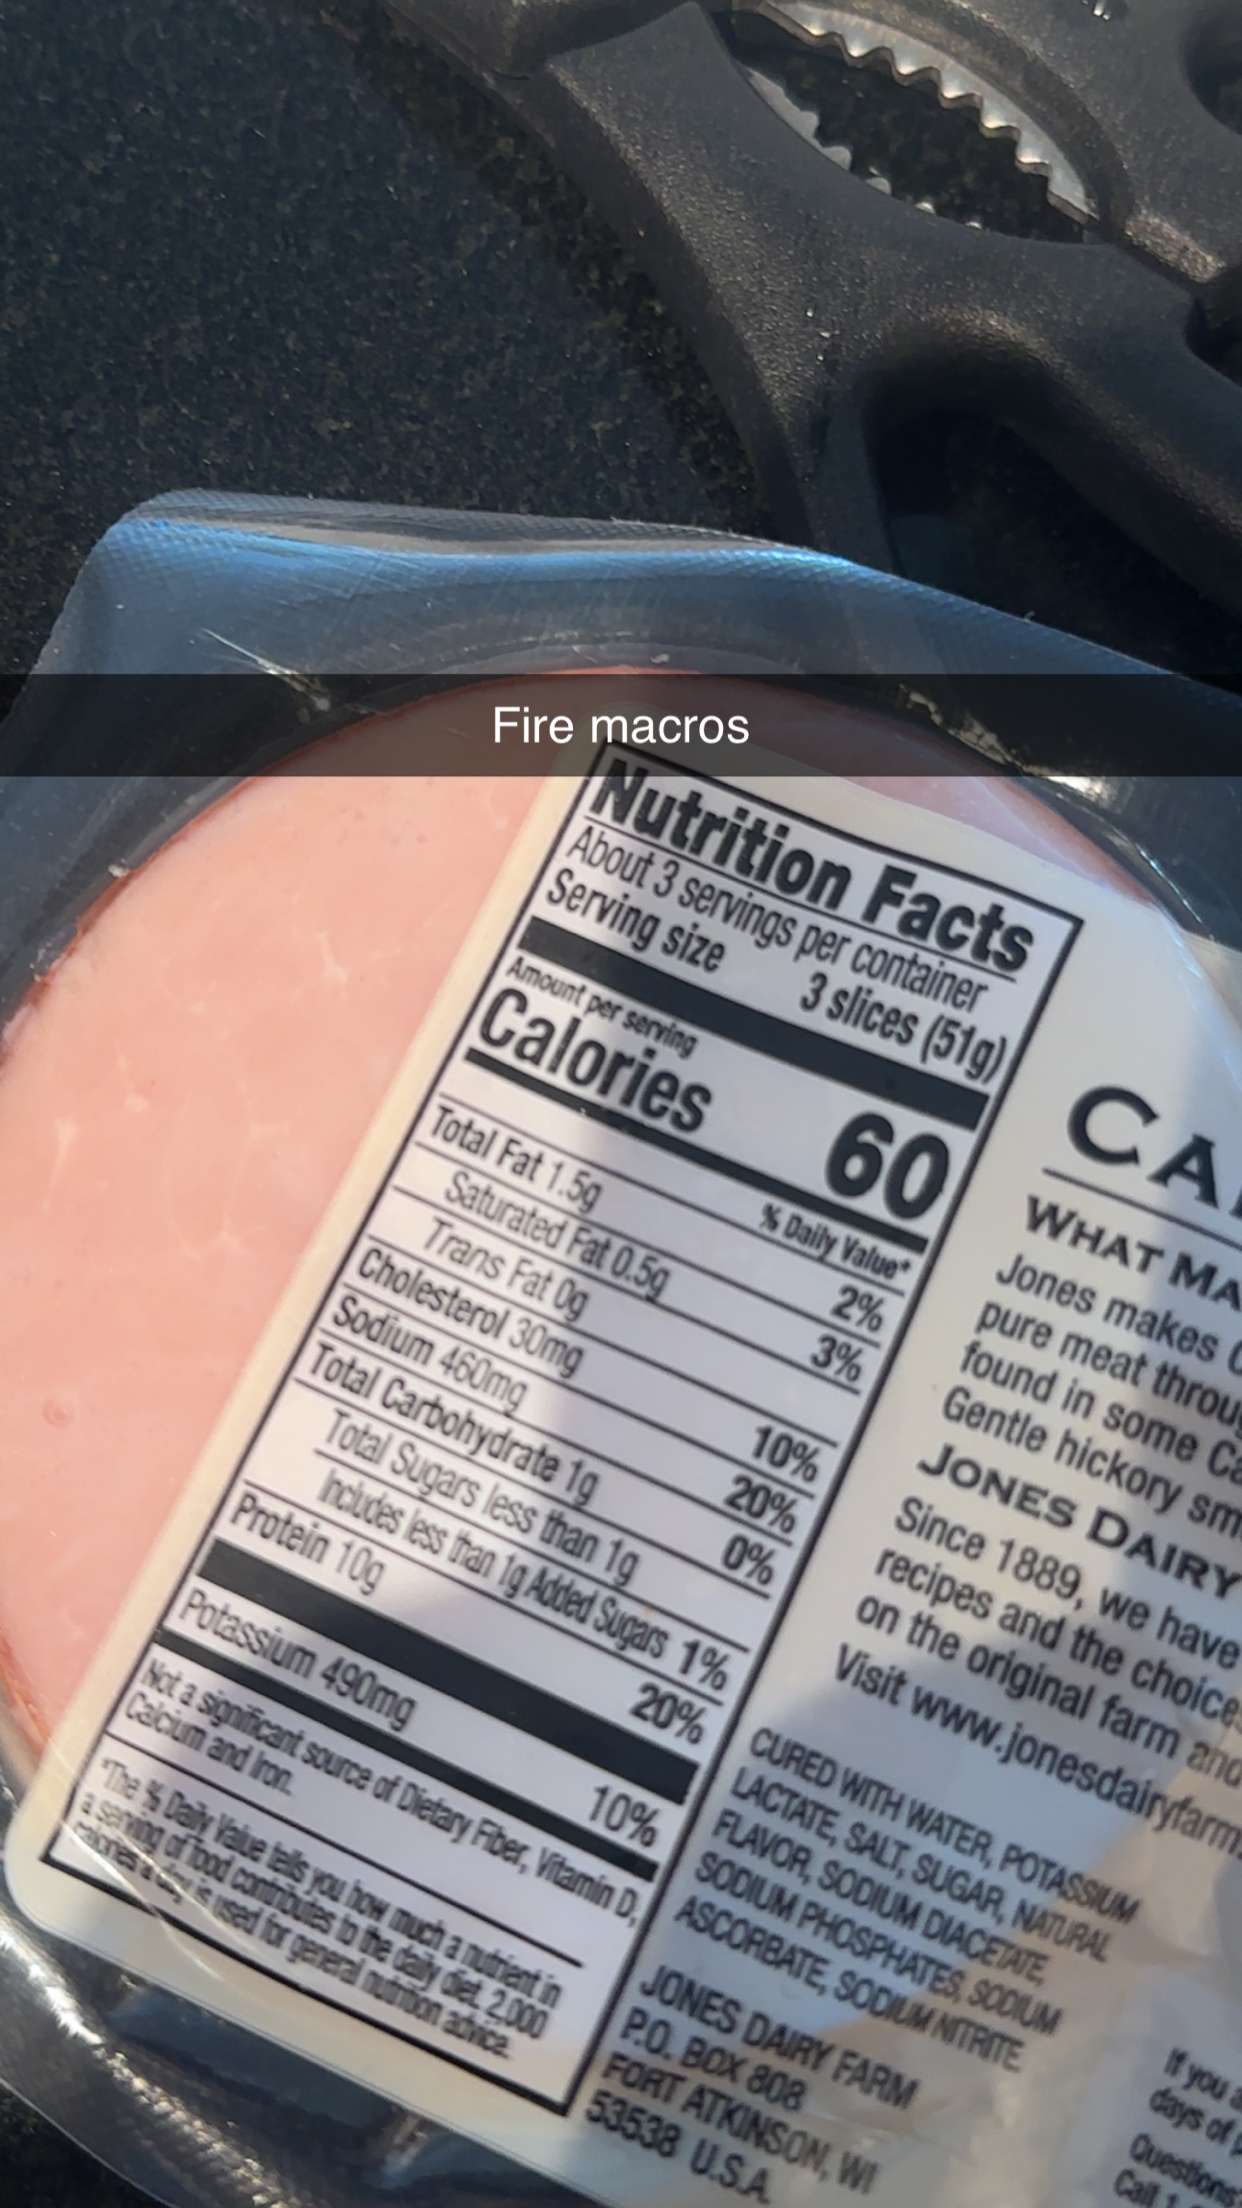 Fire macros
Nutrition Facts
About 3 servings per container
Serving size 3 slices (51g)
Amount per serving
Calories 60
% Daily Value*
Total Fat 1.5g 2%
Saturated Fat 0.5g 3%
Trans Fat 0g
Cholesterol 30mg 10%
Sodium 460mg 20%
Total Carbohydrate 1g 0%
Total Sugars less than 1g
Includes less than 1g Added Sugars 1%
Protein 10g 20%
Potassium 490mg 10%
Not a significant source of Dietary Fiber, Vitamin D,
Calcium and Iron.
*The % Daily Value tells you how much a nutrient in
a serving of food contributes to the daily diet. 2,000
calories a day is used for general nutrition advice.
CA
WHAT MA
Jones makes
pure meat throu
found in some Ca
Gentle hickory sm
JONES DAIRY
Since 1889, we have
recipes and the choice
on the original farm and
Visit www.jonesdairyfarm
CURED WITH WATER, POTASSIUM
LACTATE, SALT, SUGAR, NATURAL
FLAVOR, SODIUM DIACETATE,
SODIUM PHOSPHATES, SODIUM
ASCORBATE, SODIUM NITRITE
JONES DAIRY FARM
P.O. BOX 808
FORT ATKINSON, WI
53538 U.S.A.
If you a
days of
Questions
Call